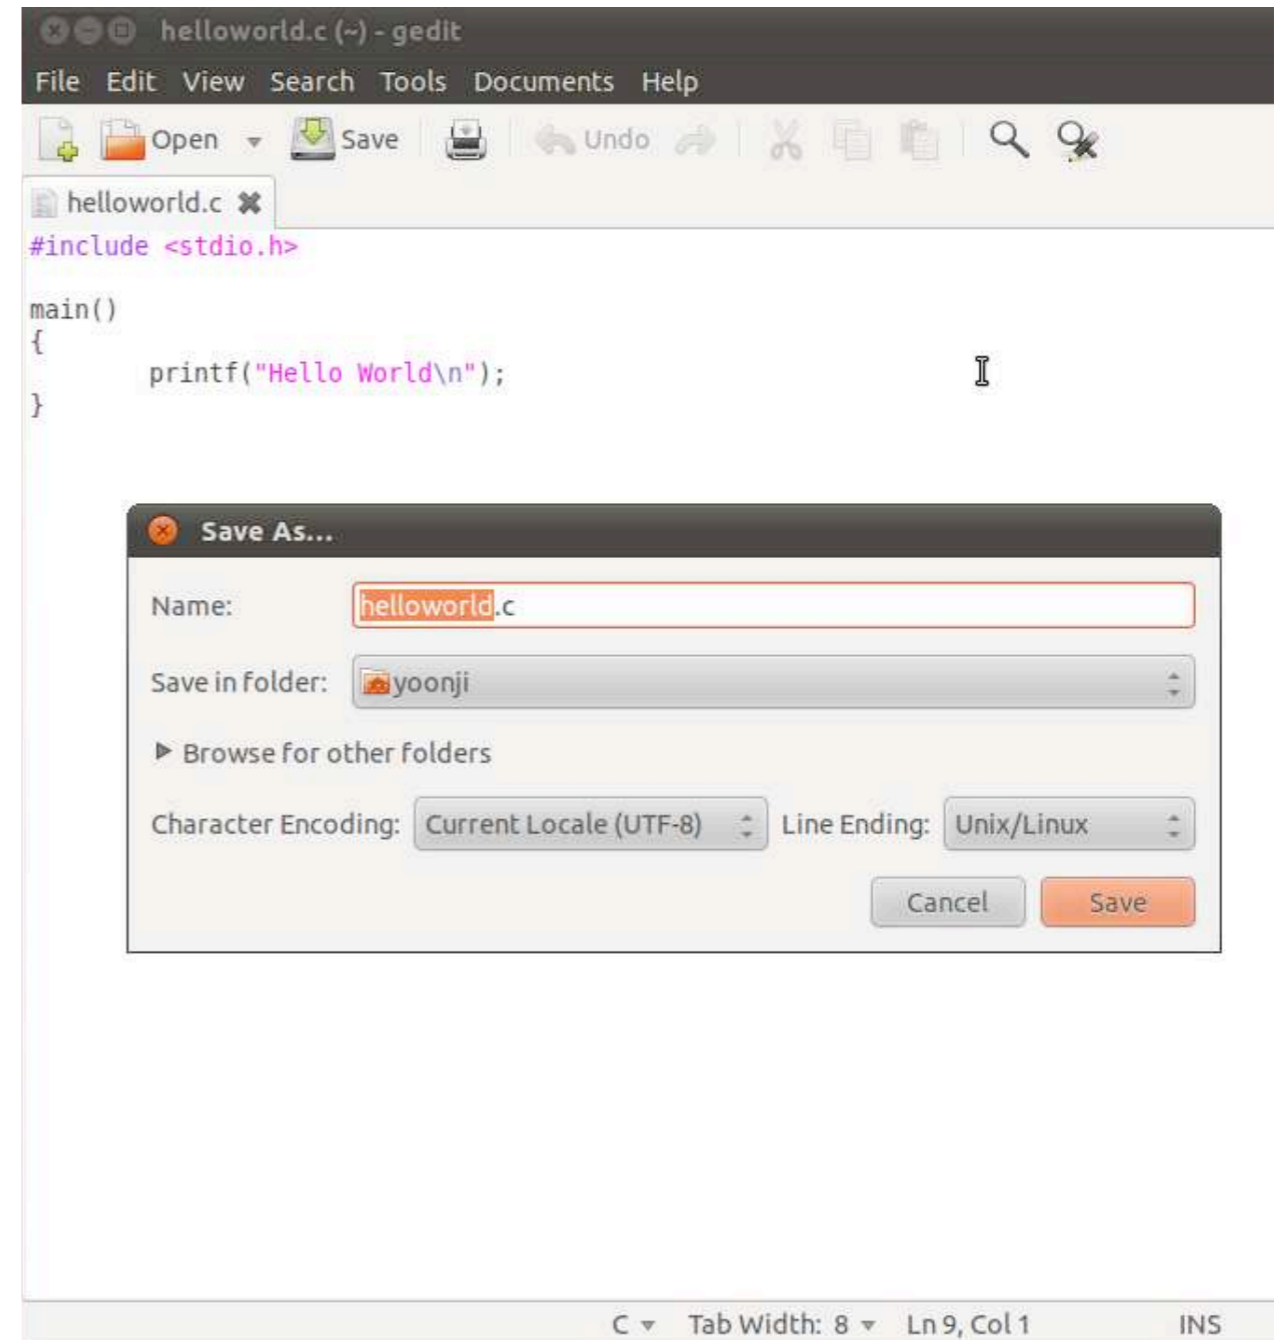 helloworld.c (~) - gedit
File Edit View Search Tools Documents Help
Open Save Undo
helloworld.c
#include <stdio.h>
main()
{
printf("Hello World\n");
}
Save As...
Name: helloworld.c
Save in folder: yoonji
Browse for other folders
Character Encoding: Current Locale (UTF-8) Line Ending: Unix/Linux
Cancel Save
C Tab Width: 8 Ln 9, Col 1 INS